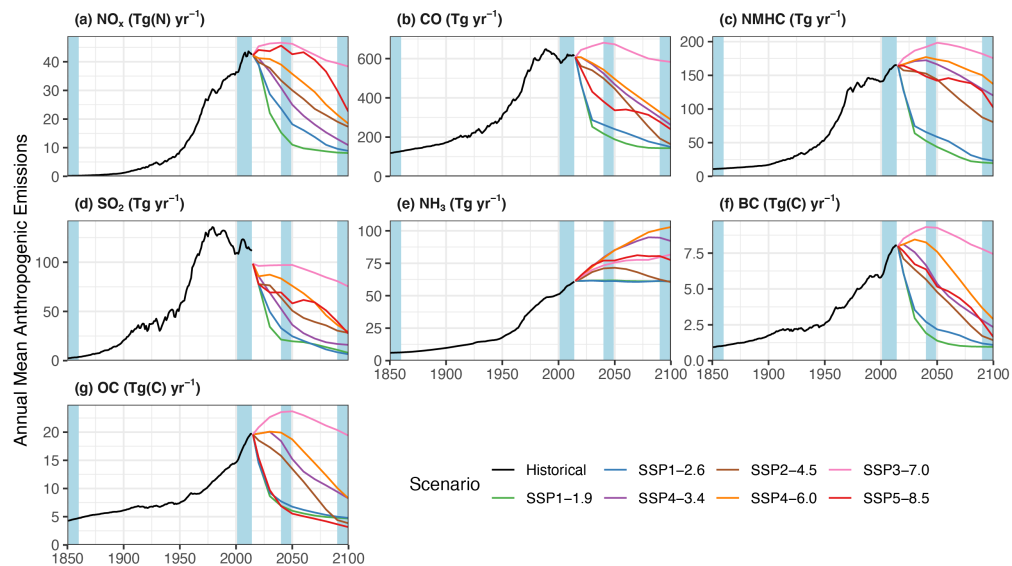 (a) NOₓ (Tg(N) yr⁻¹)
(b) CO (Tg yr⁻¹)
(c) NMHC (Tg yr⁻¹)
40
30
20
10
0
600
400
200
0
200
150
100
50
0
(d) SO₂ (Tg yr⁻¹)
(e) NH₃ (Tg yr⁻¹)
(f) BC (Tg(C) yr⁻¹)
100
50
0
100
75
50
25
0
7.5
5.0
2.5
0.0
1850 1900 1950 2000 2050 2100
1850 1900 1950 2000 2050 2100
(g) OC (Tg(C) yr⁻¹)
20
15
10
5
0
1850 1900 1950 2000 2050 2100
Annual Mean Anthropogenic Emissions
Scenario
Historical SSP1−2.6 SSP2−4.5 SSP3−7.0
SSP1−1.9 SSP4−3.4 SSP4−6.0 SSP5−8.5